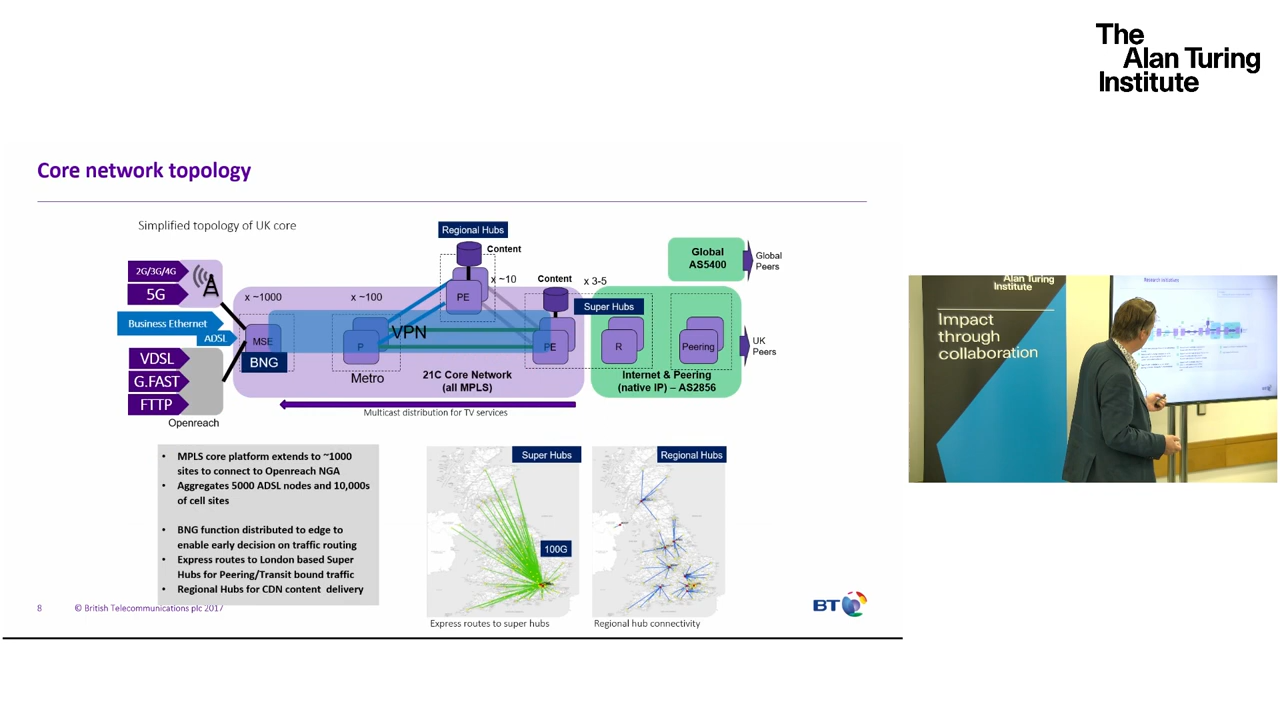 The
Alan Turing
Institute
Core network topology
Simplified topology of UK core
Regional Hubs
Content
Global
AS5400
Global
Peers
2G/3G/4G
5G
x ~1000
x ~100
PE
x ~10
Content
x 3-5
Super Hubs
Business Ethernet
ADSL
MSE
BNG
P
VPN
PE
R
Peering
UK
Peers
VDSL
G.FAST
FTTP
Openreach
Metro
21C Core Network
(all MPLS)
Internet & Peering
(native IP) – AS2856
Multicast distribution for TV services
• MPLS core platform extends to ~1000
sites to connect to Openreach NGA
• Aggregates 5000 ADSL nodes and 10,000s
of cell sites
• BNG function distributed to edge to
enable early decision on traffic routing
• Express routes to London based Super
Hubs for Peering/Transit bound traffic
• Regional Hubs for CDN content delivery
Super Hubs
100G
Express routes to super hubs
Regional Hubs
Regional hub connectivity
8 © British Telecommunications plc 2017
BT
Alan Turing
Institute
Impact
through
collaboration
Research initiatives